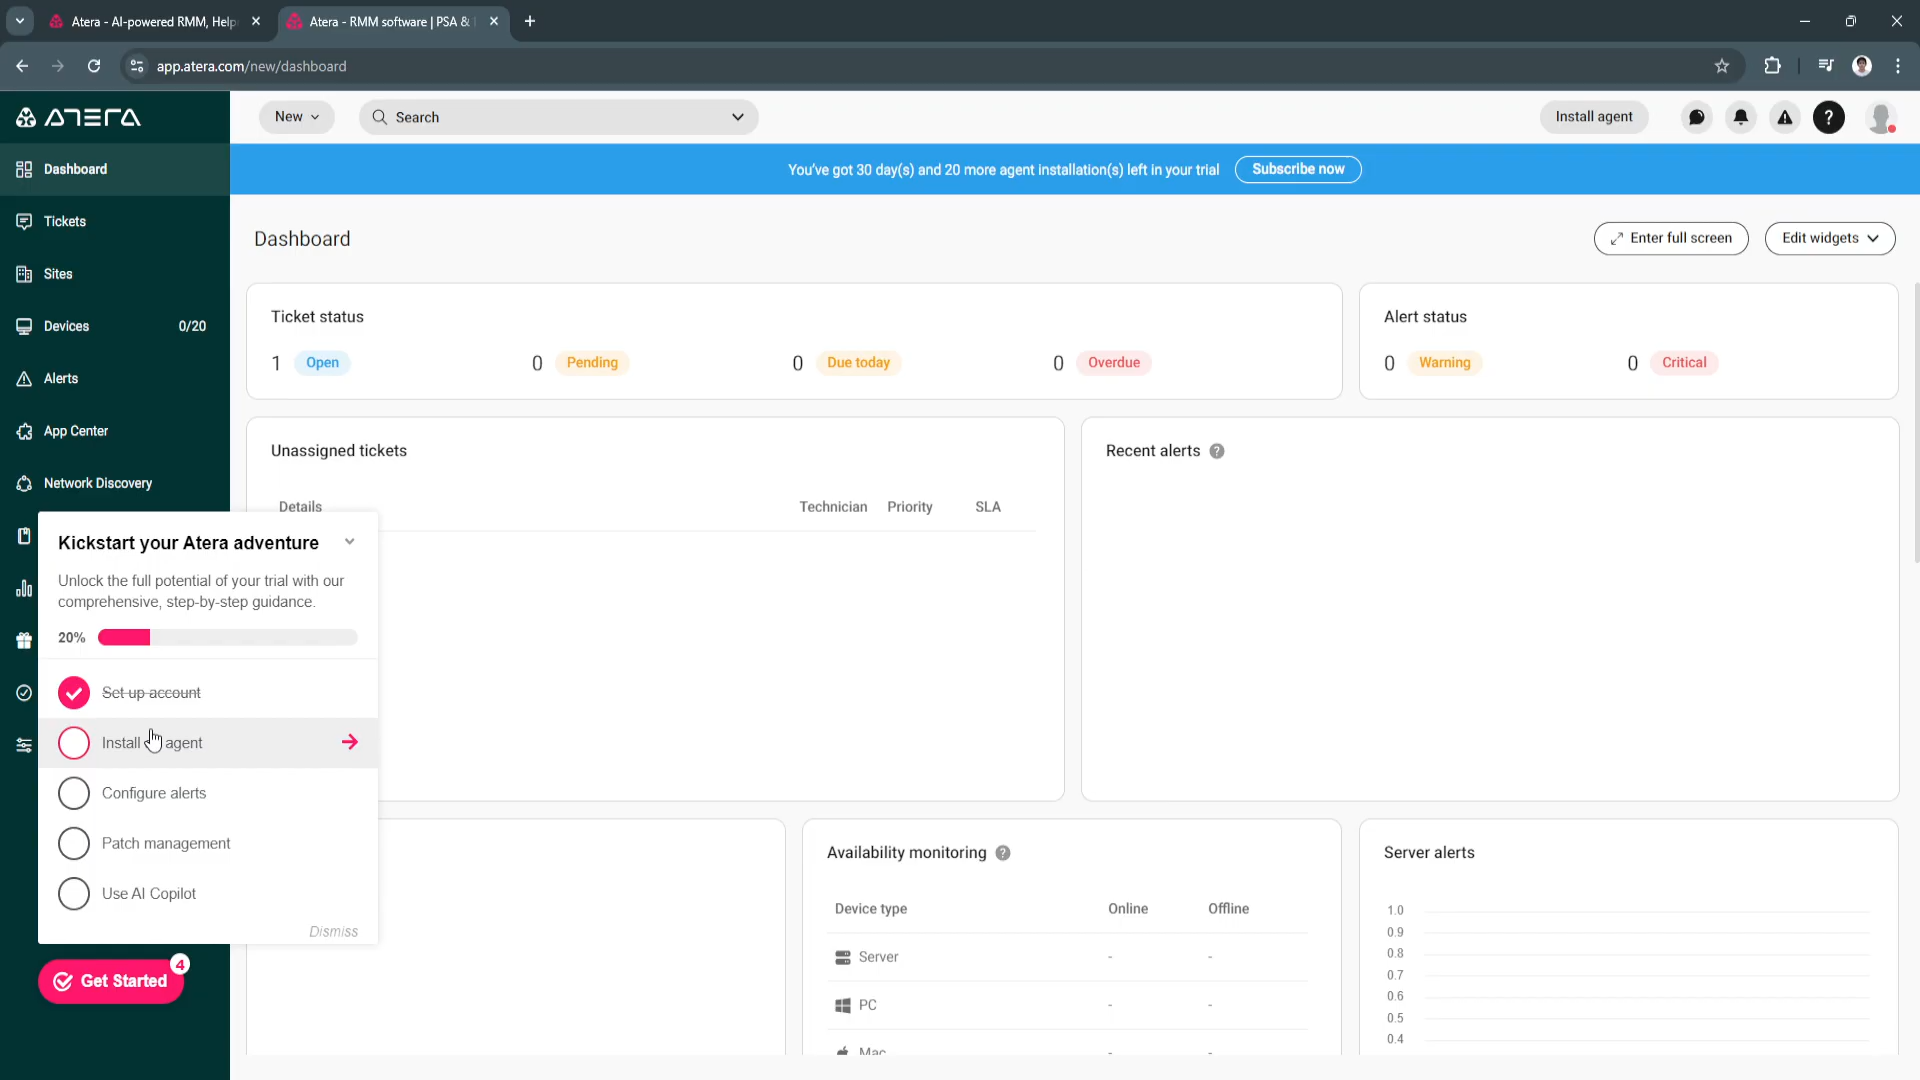 Atera - AI-powered RMM, Help
Atera - RMM software | PSA &
app.atera.com/new/dashboard
ATERA
New
Search
Install agent
?
You've got 30 day(s) and 20 more agent installation(s) left in your trial
Subscribe now
Dashboard
Tickets
Sites
Devices 0/20
Alerts
App Center
Network Discovery
Dashboard
Enter full screen
Edit widgets
Ticket status
1 Open
0 Pending
0 Due today
0 Overdue
Alert status
0 Warning
0 Critical
Unassigned tickets
Details Technician Priority SLA
Recent alerts ?
Kickstart your Atera adventure
Unlock the full potential of your trial with our
comprehensive, step-by-step guidance.
20%
Set up account
Install agent
Configure alerts
Patch management
Use AI Copilot
Dismiss
Get Started 4
Availability monitoring ?
Device type Online Offline
Server - -
PC - -
Mac - -
Server alerts
1.0
0.9
0.8
0.7
0.6
0.5
0.4